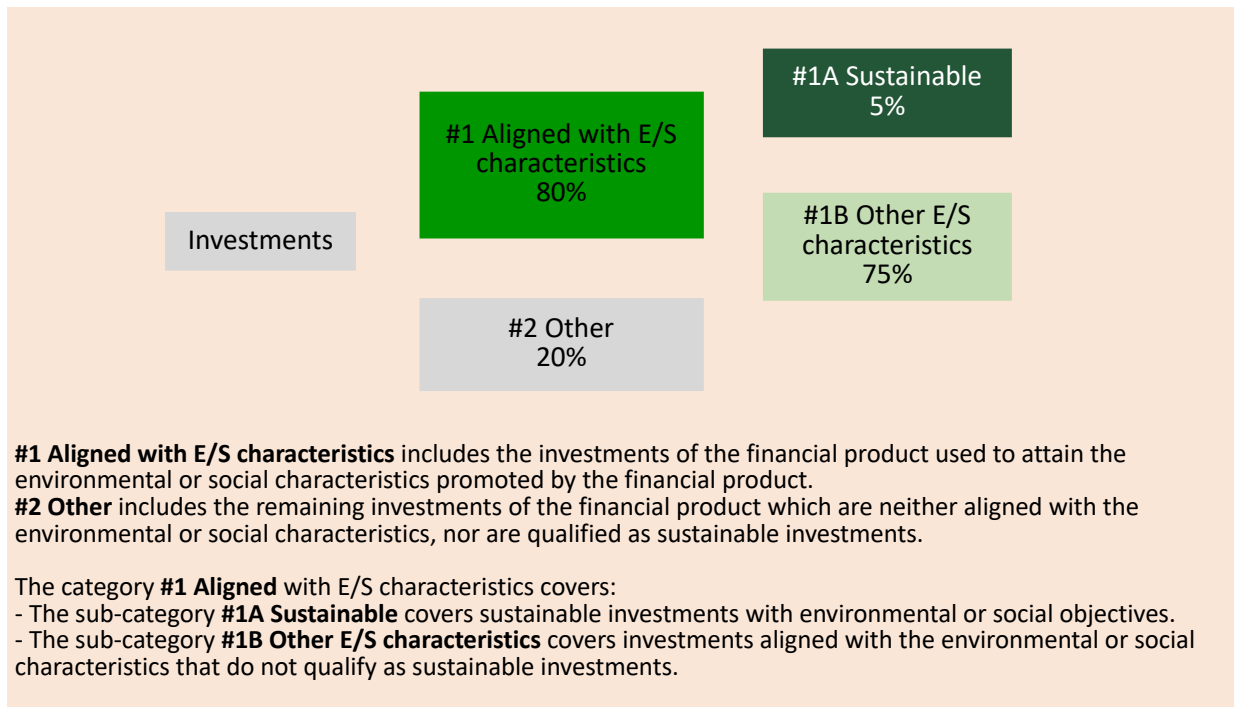 #1A Sustainable
5%
#1 Aligned with E/S
characteristics
80%
#1B Other E/S
characteristics
75%
Investments
#2 Other
20%
#1 Aligned with E/S characteristics includes the investments of the financial product used to attain the
environmental or social characteristics promoted by the financial product.
#2 Other includes the remaining investments of the financial product which are neither aligned with the
environmental or social characteristics, nor are qualified as sustainable investments.
The category #1 Aligned with E/S characteristics covers:
- The sub-category #1A Sustainable covers sustainable investments with environmental or social objectives.
- The sub-category #1B Other E/S characteristics covers investments aligned with the environmental or social
characteristics that do not qualify as sustainable investments.